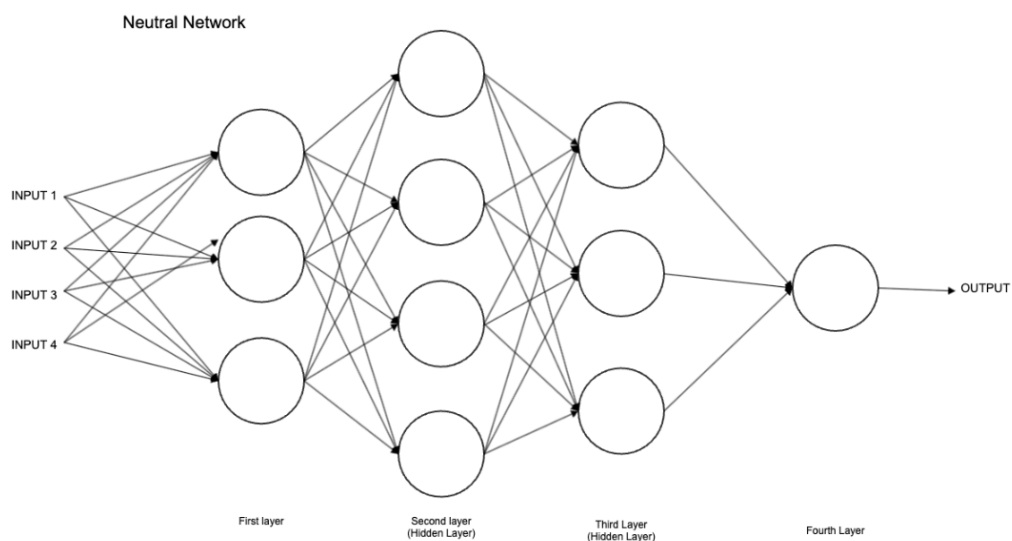 Neutral Network
INPUT 1
INPUT 2
INPUT 3
INPUT 4
OUTPUT
First layer
Second layer
(Hidden Layer)
Third Layer
(Hidden Layer)
Fourth Layer